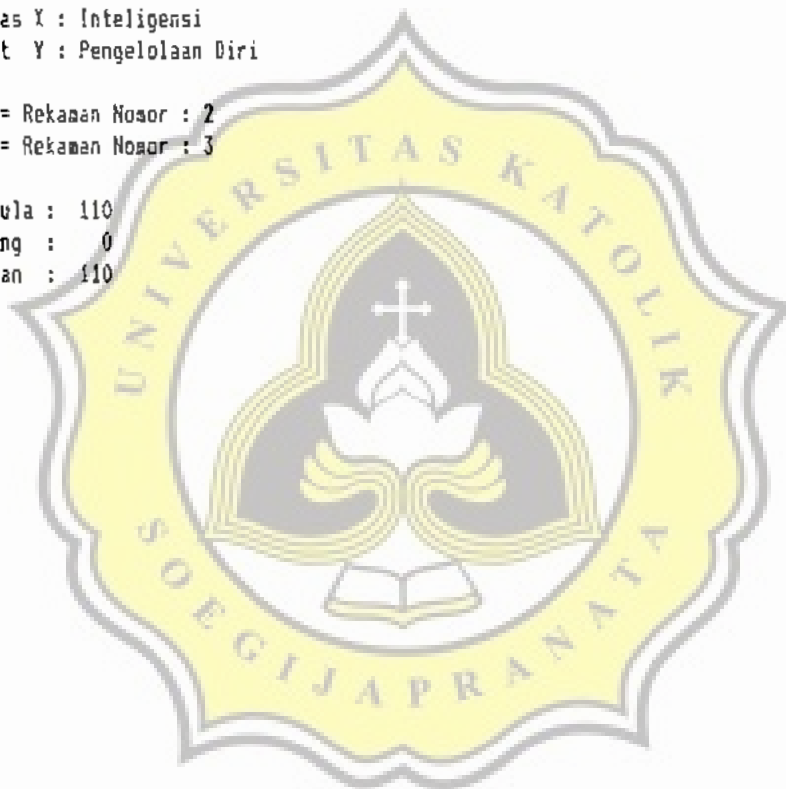 as X : Inteligensi
t Y : Pengelolaan Diri
= Rekaman Nomor : 2
= Rekaman Nomor : 3
ula : 110
ng : 0
an : 110
UNIVERSITAS KATOLIK
SOEGIJAPRANATA